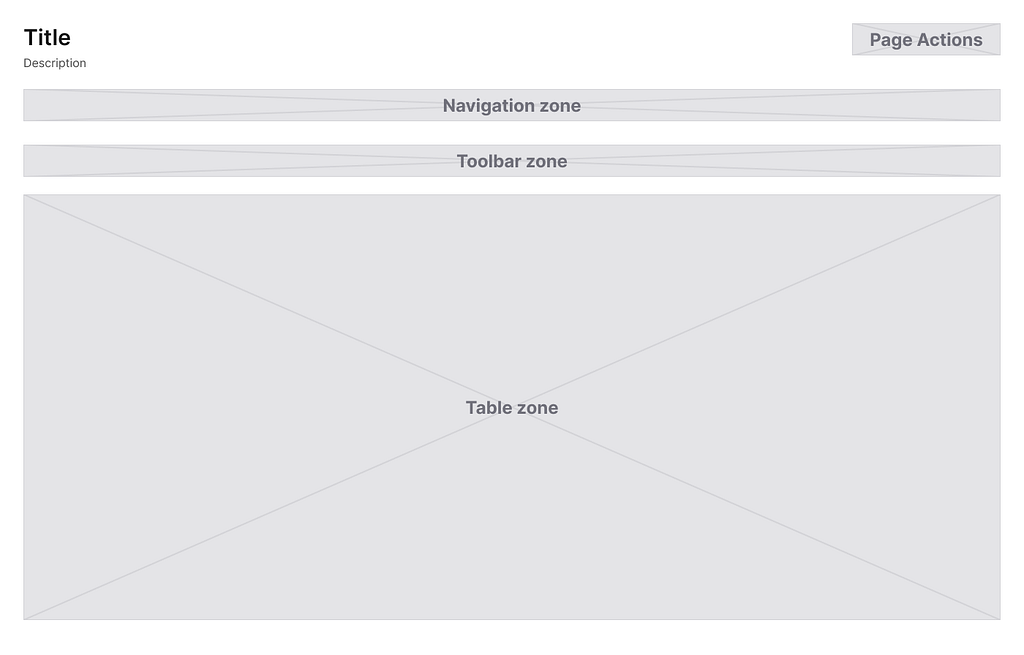 Title
Page Actions
Description
Navigation zone
Toolbar zone
Table zone